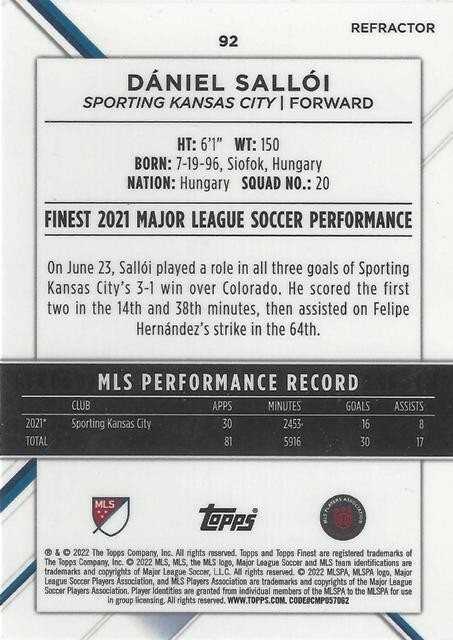 REFRACTOR
92
DÁNIEL SALLÓI
SPORTING KANSAS CITY | FORWARD
HT: 6'1" WT: 150
BORN: 7-19-96, Siofok, Hungary
NATION: Hungary SQUAD NO.: 20
FINEST 2021 MAJOR LEAGUE SOCCER PERFORMANCE
On June 23, Sallói played a role in all three goals of Sporting
Kansas City's 3-1 win over Colorado. He scored the first
two in the 14th and 38th minutes, then assisted on Felipe
Hernández's strike in the 64th.
MLS PERFORMANCE RECORD
CLUB APPS MINUTES GOALS ASSISTS
2021* Sporting Kansas City 30 2453 16 8
TOTAL 81 5916 30 17
MLS
Topps
MLS PLAYERS ASSOCIATION
® & © 2022 The Topps Company, Inc. All rights reserved. Topps and Topps Finest are registered trademarks of
The Topps Company, Inc. © 2022 MLS, MLS, the MLS logo, Major League Soccer and MLS team identifications are
trademarks and copyrights of Major League Soccer, L.L.C. All rights reserved. © 2022 MLSPA, MLSPA logo, Major
League Soccer Players Association, and MLS Players Association are trademarks and copyrights of the Major League
Soccer Players Association. Player Identities are granted from individual members of the MLSPA to the MLSPA for use
in group licensing. All rights reserved. WWW.TOPPS.COM. CODE#CMP057062